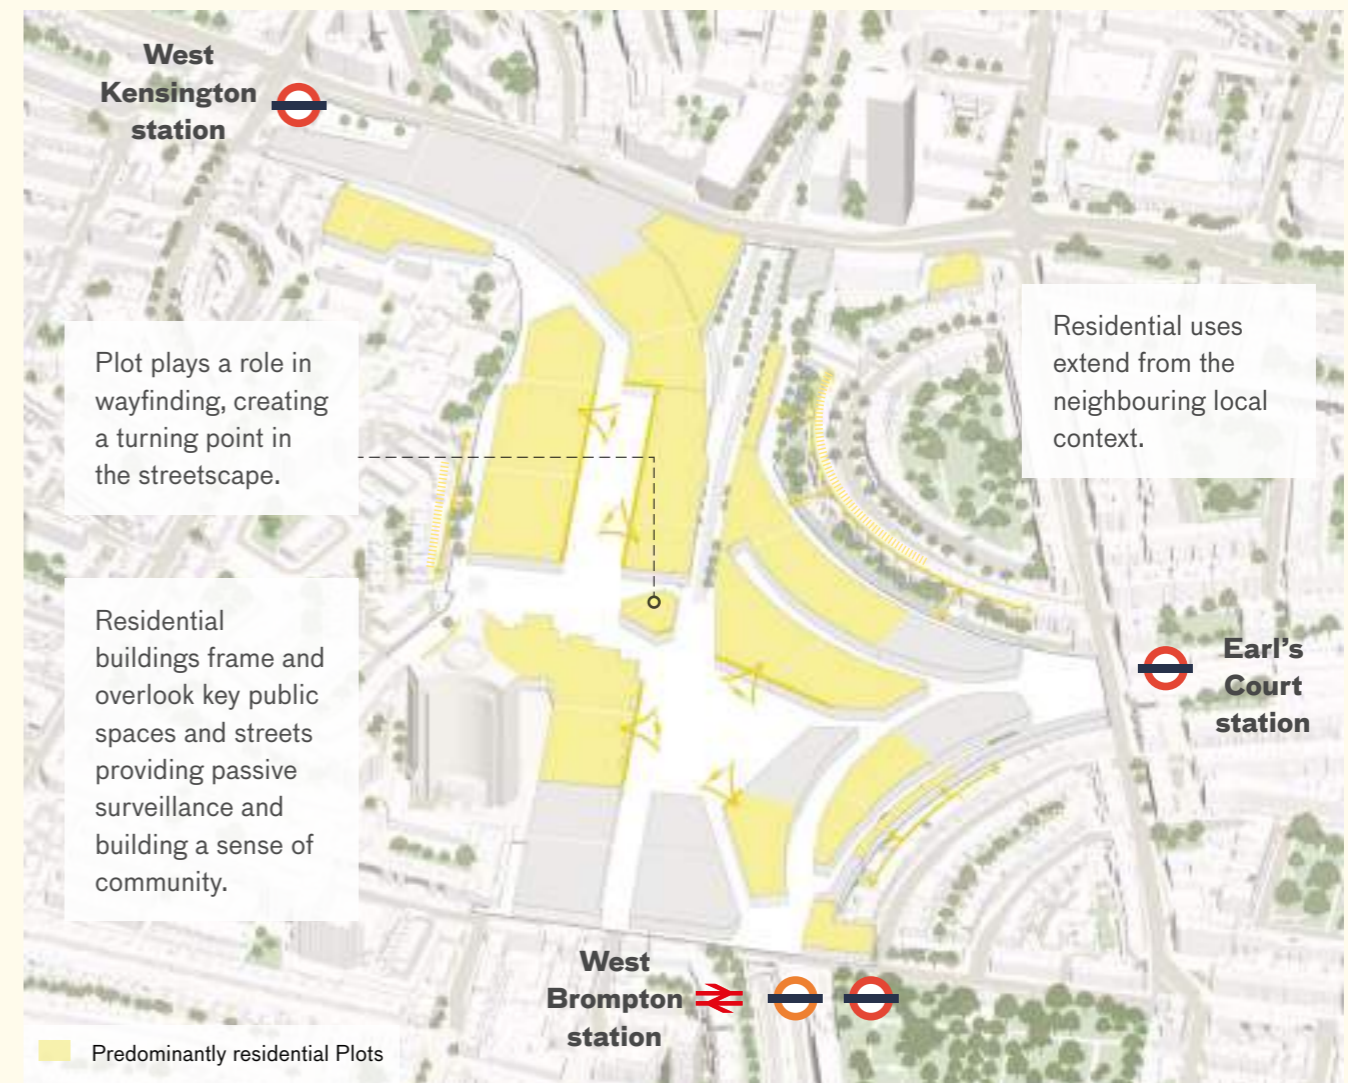 West
Kensington
station
Plot plays a role in
wayfinding, creating
a turning point in
the streetscape.
Residential uses
extend from the
neighbouring local
context.
Residential
buildings frame and
overlook key public
spaces and streets
providing passive
surveillance and
building a sense of
community.
Earl’s
Court
station
West
Brompton
station
Predominantly residential Plots